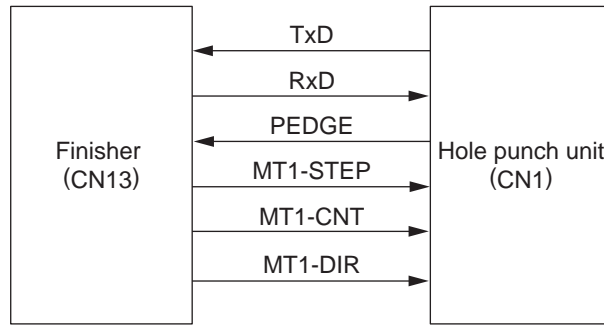 TxD
RxD
PEDGE
Finisher
(CN13)
Hole punch unit
(CN1)
MT1-STEP
MT1-CNT
MT1-DIR